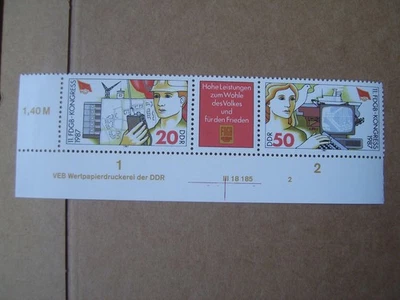 1,40 M
11. FDGB-KONGRESS
1987
20
DDR
Hohe Leistungen
zum Wohle
des Volkes
und
für den Frieden
DDR
50
11. FDGB-KONGRESS
1987
1
2
VEB Wertpapierdruckerei der DDR
III 18 185
2